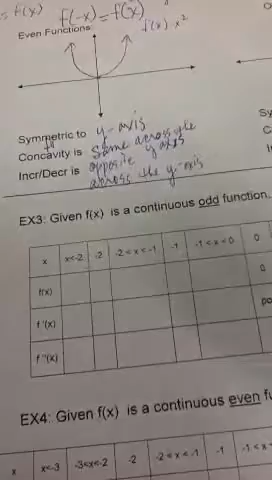 = f(x)
f(-x) = f(x)
Even Functions:
f(x) = x²
Symmetric to y-axis
Concavity is same across the y axis
Incr/Decr is opposite across the y-axis
Sy
C
EX3: Given f(x) is a continuous odd function.
x x<-2 -2 -2 < x < -1 -1 -1 < x < 0 0
f(x) 0
f '(x) po
f "(x)
EX4: Given f(x) is a continuous even fu
x x<-3 -3<x<-2 -2 -2 < x < -1 -1 -1 < x